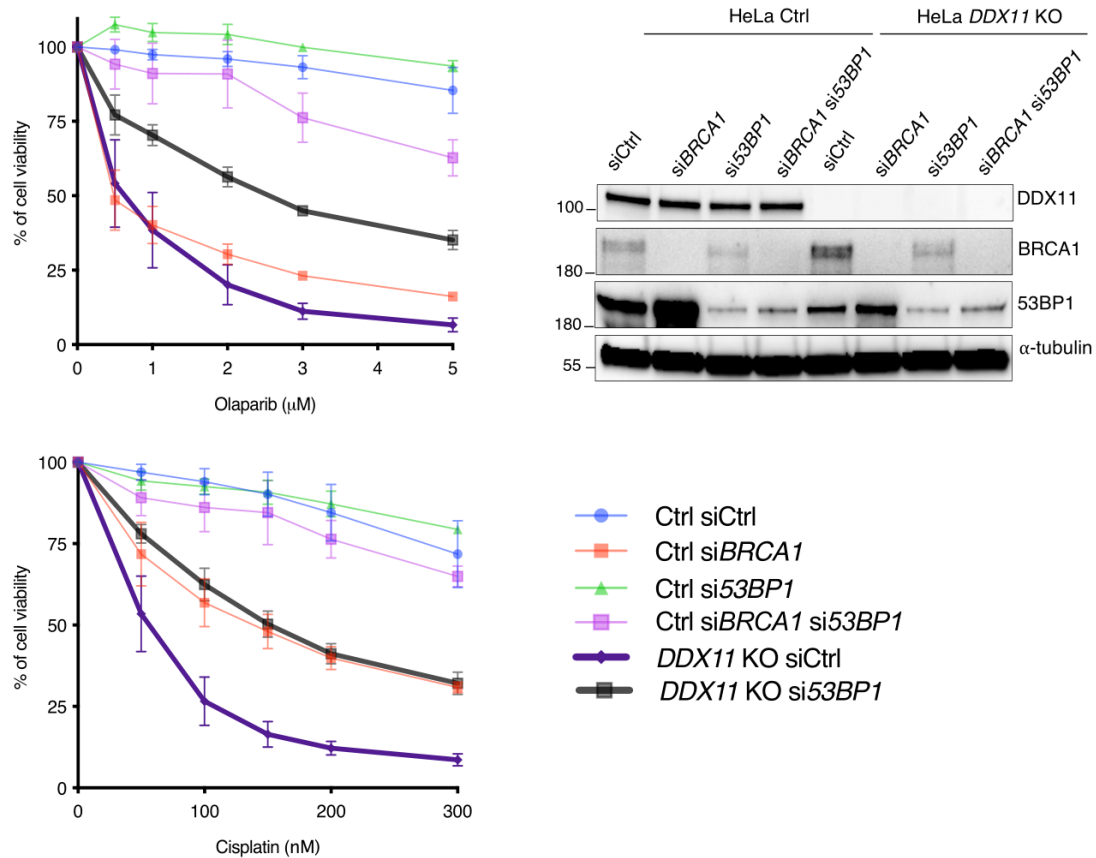 % of cell viability
100
75
50
25
0
0 1 2 3 4 5
Olaparib (μM)
HeLa Ctrl
HeLa DDX11 KO
siCtrl
siBRCA1
si53BP1
siBRCA1 si53BP1
siCtrl
siBRCA1
si53BP1
siBRCA1 si53BP1
100
DDX11
180
BRCA1
180
53BP1
55
α-tubulin
% of cell viability
100
75
50
25
0
0 100 200 300
Cisplatin (nM)
Ctrl siCtrl
Ctrl siBRCA1
Ctrl si53BP1
Ctrl siBRCA1 si53BP1
DDX11 KO siCtrl
DDX11 KO si53BP1